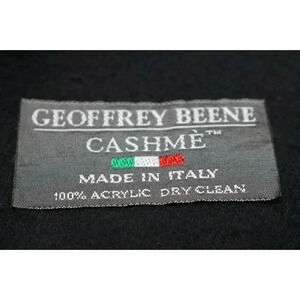 GEOFFREY BEENE
CASHMÈ™
MADE IN ITALY
100% ACRYLIC DRY CLEAN